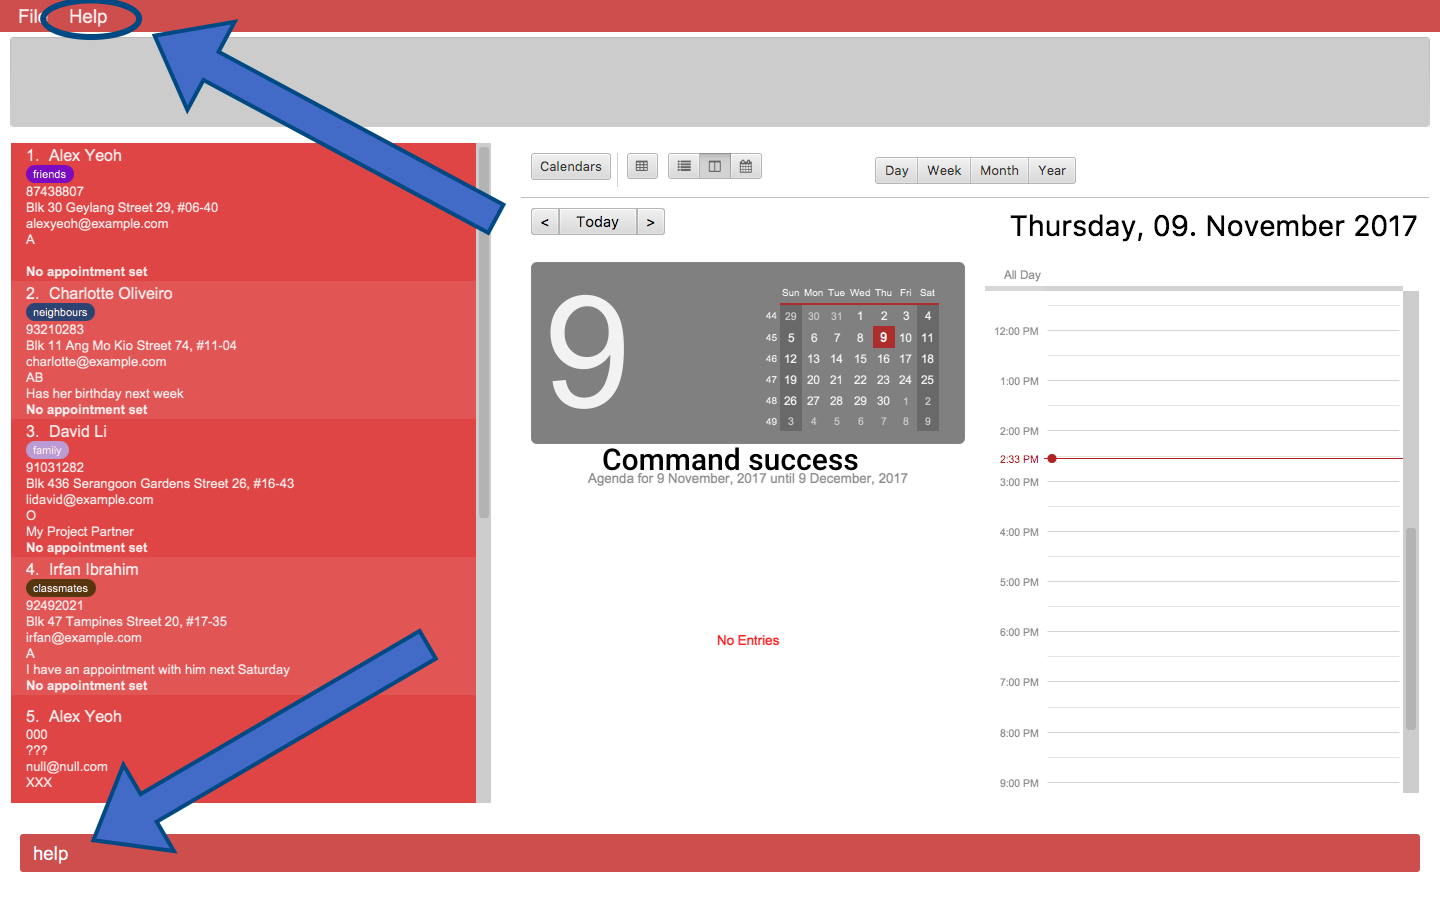 File Help
1. Alex Yeoh
friends
87438807
Blk 30 Geylang Street 29, #06-40
alexyeoh@example.com
A
No appointment set
2. Charlotte Oliveiro
neighbours
93210283
Blk 11 Ang Mo Kio Street 74, #11-04
charlotte@example.com
AB
Has her birthday next week
No appointment set
3. David Li
family
91031282
Blk 436 Serangoon Gardens Street 26, #16-43
lidavid@example.com
O
My Project Partner
No appointment set
4. Irfan Ibrahim
classmates
92492021
Blk 47 Tampines Street 20, #17-35
irfan@example.com
A
I have an appointment with him next Saturday
No appointment set
5. Alex Yeoh
000
???
null@null.com
XXX
Calendars
Day Week Month Year
< Today >
Thursday, 09. November 2017
9
Sun Mon Tue Wed Thu Fri Sat
44 29 30 31 1 2 3 4
45 5 6 7 8 9 10 11
46 12 13 14 15 16 17 18
47 19 20 21 22 23 24 25
48 26 27 28 29 30 1 2
49 3 4 5 6 7 8 9
Command success
Agenda for 9 November, 2017 until 9 December, 2017
No Entries
All Day
12:00 PM
1:00 PM
2:00 PM
2:33 PM
3:00 PM
4:00 PM
5:00 PM
6:00 PM
7:00 PM
8:00 PM
9:00 PM
help